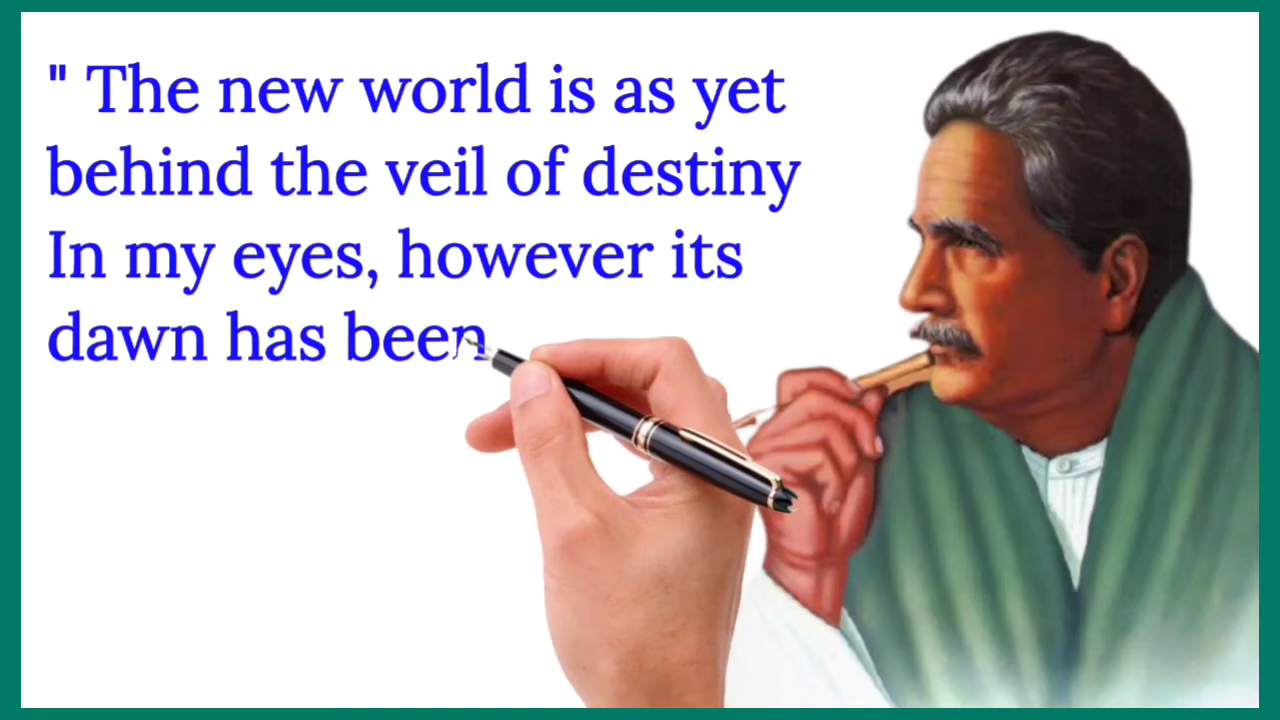 " The new world is as yet
behind the veil of destiny
In my eyes, however its
dawn has been